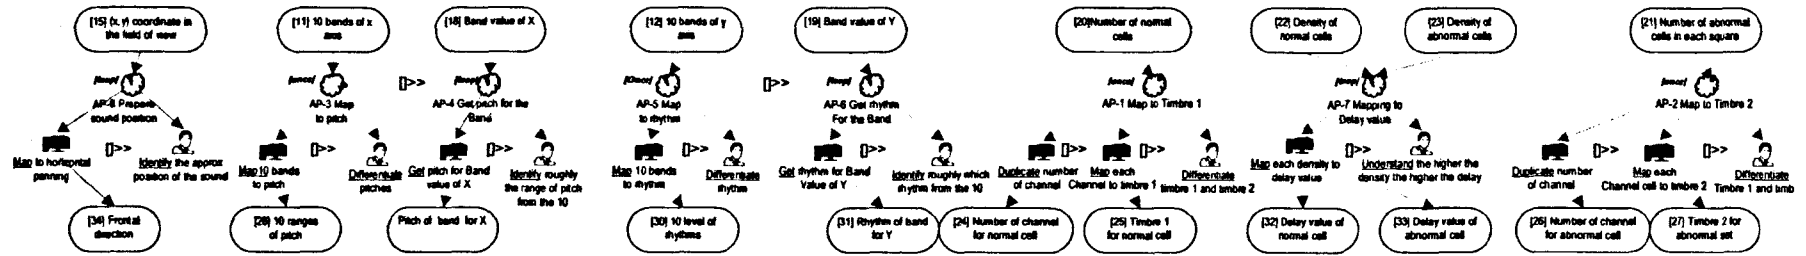 [15] (x, y) coordinate in
the field of view
[11] 10 bands of x
axis
[18] Band value of X
[12] 10 bands of y
axis
[19] Band value of Y
[20]Number of normal
cells
[22] Density of
normal cells
[23] Density of
abnormal cells
[21] Number of abnormal
cells in each square
[loop]
AP-8 Prepare
sound position
[once]
AP-3 Map
to pitch
[]>>
[loop]
AP-4 Get pitch for the
Band
[Once]
AP-5 Map
to rhythm
[]>>
[loop]
AP-6 Get rhythm
For the Band
[once]
AP-1 Map to Timbre 1
[loop]
AP-7 Mapping to
Delay value
[once]
AP-2 Map to Timbre 2
Map to horizontal
panning
[]>>
Identify the approx
position of the sound
Map 10 bands
to pitch
[]>>
Differentiate
pitches
Get pitch for Band
value of X
[]>>
Identify roughly
the range of pitch
from the 10
Map 10 bands
to rhythm
[]>>
Differentiate
rhythm
Get rhythm for Band
Value of Y
[]>>
Identify roughly which
rhythm from the 10
Duplicate number
of channel
[]>>
Map each
Channel to timbre 1
[]>>
Differentiate
timbre 1 and timbre 2
Map each density to
delay value
[]>>
Understand the higher the
density the higher the delay
Duplicate number
of channel
[]>>
Map each
Channel cell to timbre 2
[]>>
Differentiate
Timbre 1 and timb
[34] Frontal
direction
[29] 10 ranges
of pitch
Pitch of band for X
[30] 10 level of
rhythms
[31] Rhythm of band
for Y
[24] Number of channel
for normal cell
[25] Timbre 1
for normal cell
[32] Delay value of
normal cell
[33] Delay value of
abnormal cell
[26] Number of channel
for abnormal cell
[27] Timbre 2 for
abnormal set